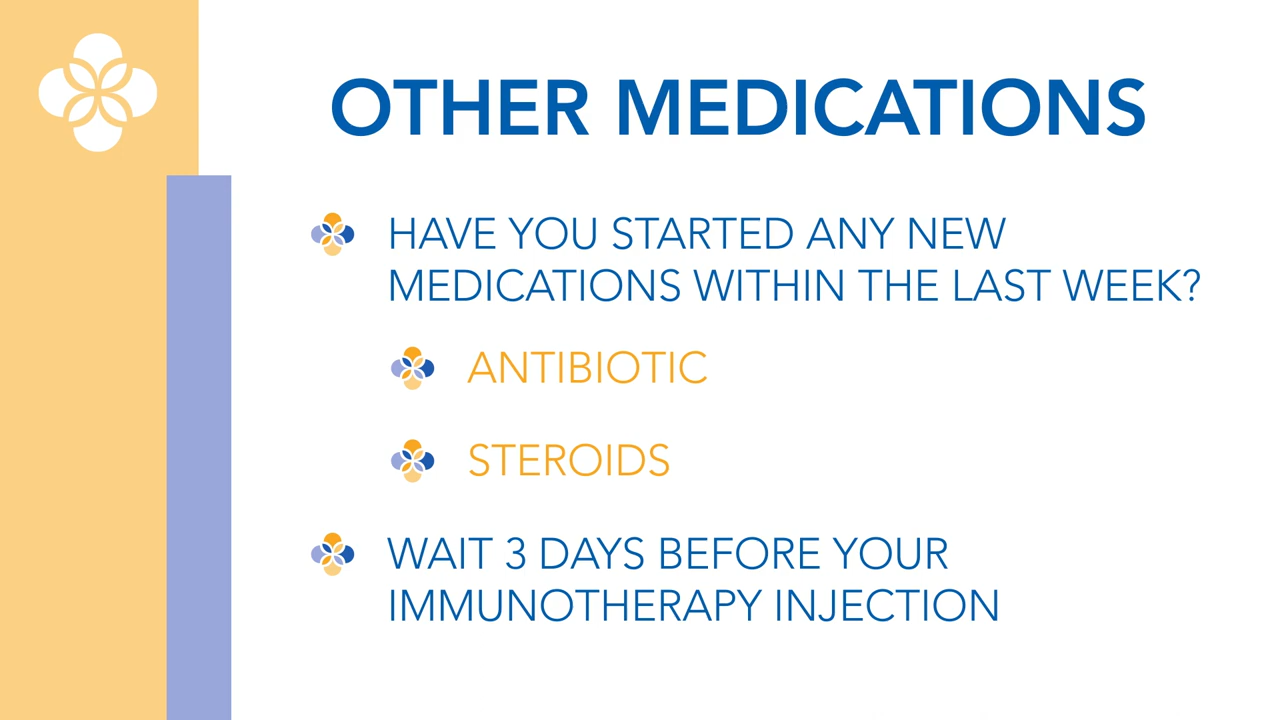 OTHER MEDICATIONS
HAVE YOU STARTED ANY NEW
MEDICATIONS WITHIN THE LAST WEEK?
ANTIBIOTIC
STEROIDS
WAIT 3 DAYS BEFORE YOUR
IMMUNOTHERAPY INJECTION